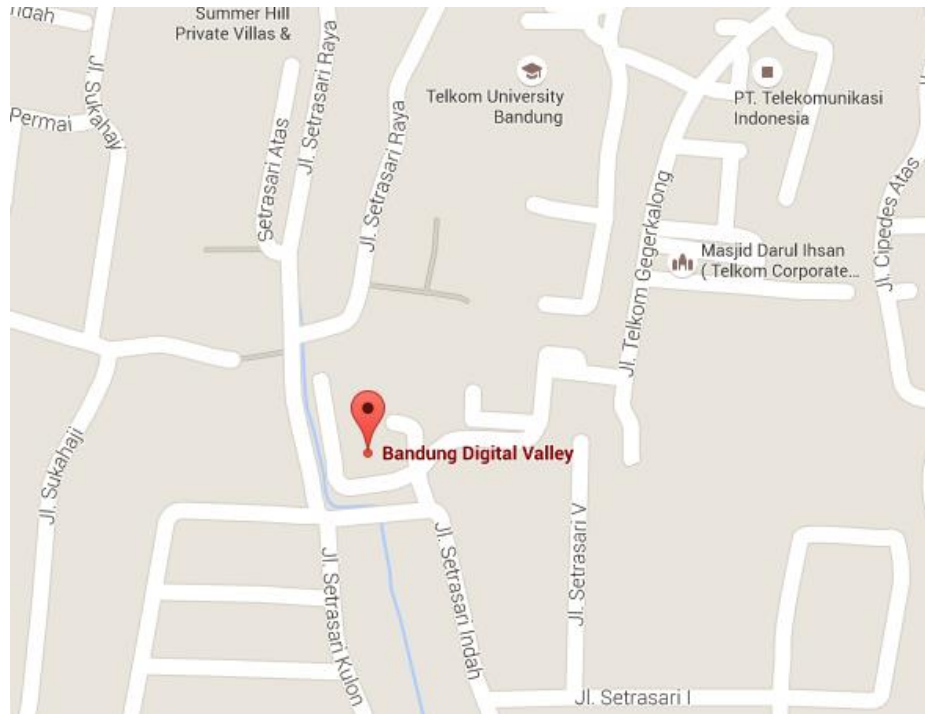 ndah
Summer Hill
Private Villas &
Jl. Setrasari Raya
Jl. Sukahaji
Permai
Setrasari Atas
Jl. Setrasari Raya
Telkom University
Bandung
PT. Telekomunikasi
Indonesia
Jl. Telkom Gegerkalong
Masjid Darul Ihsan
( Telkom Corporate...
Jl. Cipedes Atas
Jl. Sukahaji
Bandung Digital Valley
Jl. Setrasari Kulon
Jl. Setrasari Indah
Jl. Setrasari V
Jl. Setrasari I